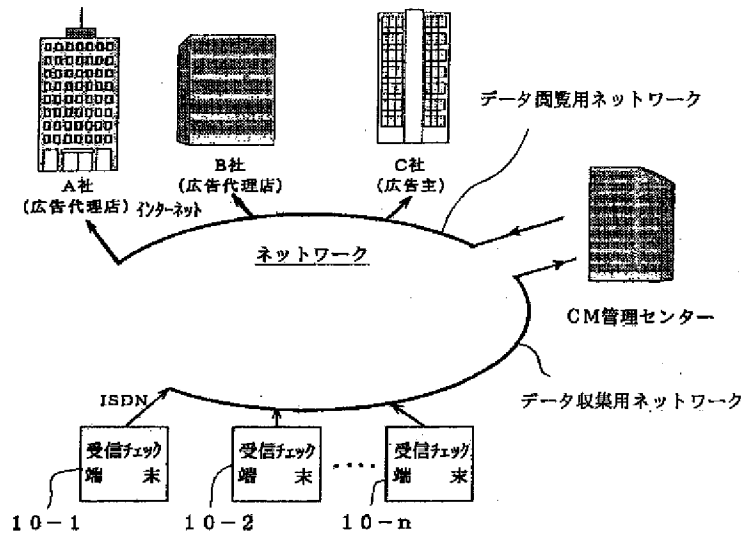 データ閲覧用ネットワーク
A社
(広告代理店)
B社
(広告代理店)
C社
(広告主)
インターネット
ネットワーク
CM管理センター
データ収集用ネットワーク
ISDN
受信チェック
端 末
受信チェック
端 末
・・・・
受信チェック
端 末
10-1
10-2
10-n